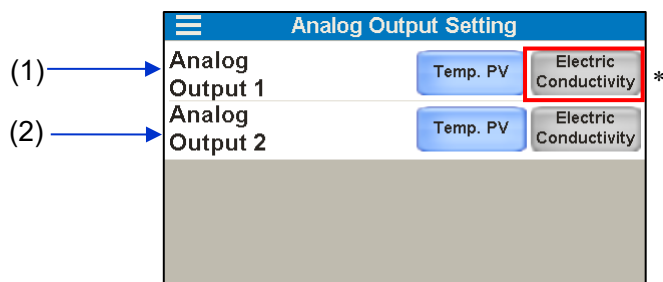 Analog Output Setting
(1)
Analog
Output 1
Temp. PV
Electric
Conductivity
*
(2)
Analog
Output 2
Temp. PV
Electric
Conductivity